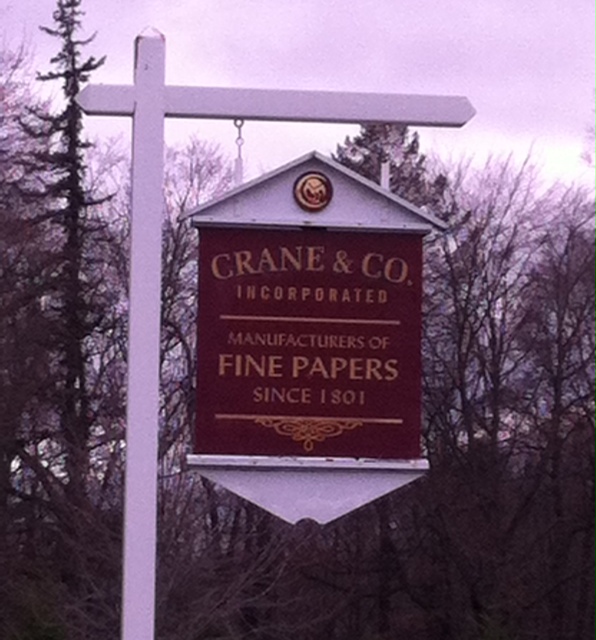 CRANE & CO.
INCORPORATED
MANUFACTURERS OF
FINE PAPERS
SINCE 1801